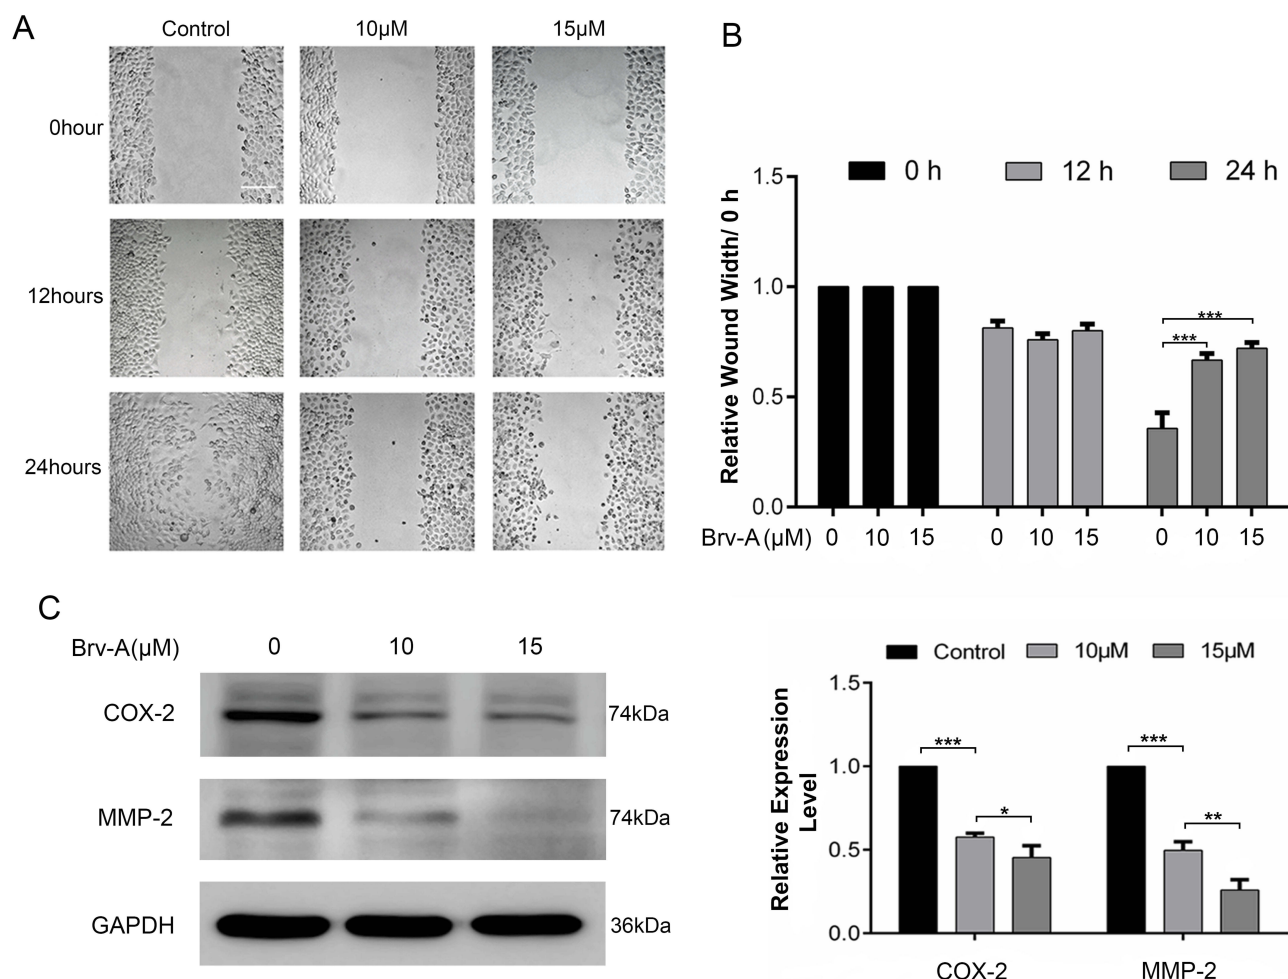 A
Control 10µM 15µM
0hour
12hours
24hours
B
0 h 12 h 24 h
Relative Wound Width/ 0 h
1.5
1.0
0.5
0.0
*** ***
Brv-A (µM) 0 10 15 0 10 15 0 10 15
C
Brv-A(µM) 0 10 15
COX-2 74kDa
MMP-2 74kDa
GAPDH 36kDa
Control 10µM 15µM
Relative Expression
Level
1.5
1.0
0.5
0.0
*** * *** **
COX-2 MMP-2